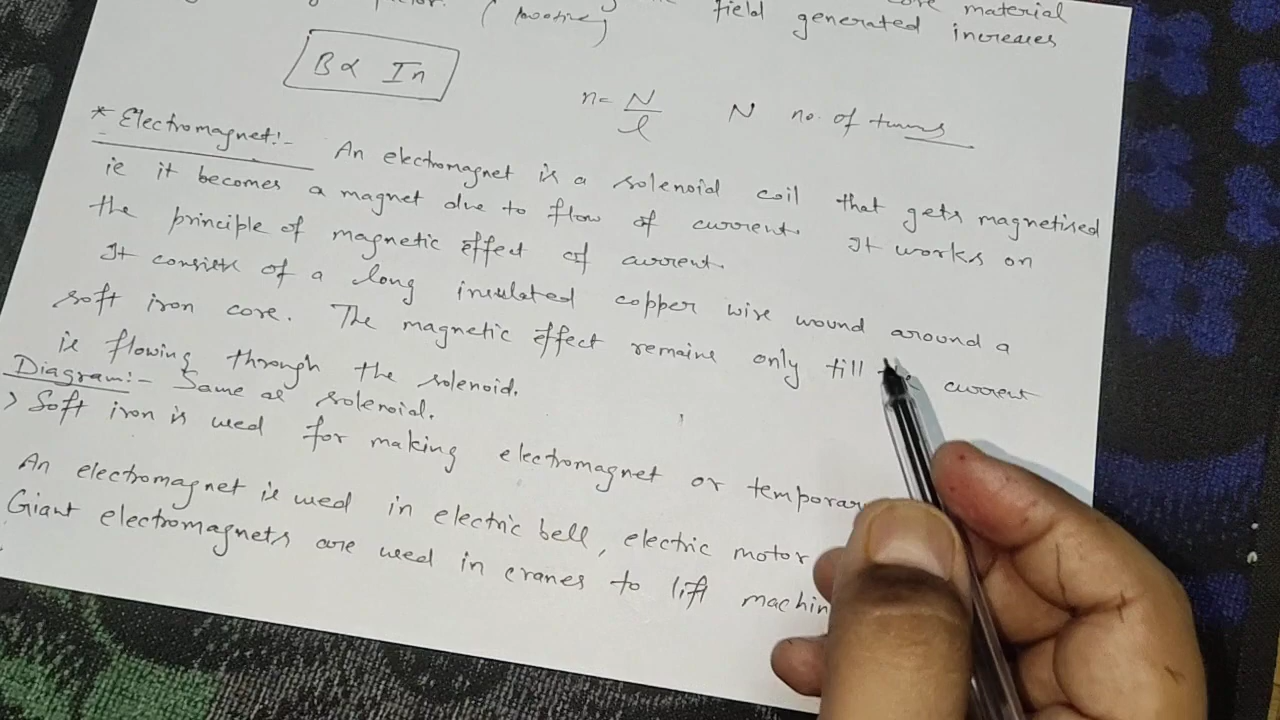 core material
(positive) field generated increases
B∝ In
n= N/l N no. of turns
* Electromagnet:- An electromagnet is a solenoid coil that gets magnetised
ie it becomes a magnet due to flow of current. It works on
the principle of magnetic effect of current.
It consists of a long insulated copper wire wound around a
soft iron core. The magnetic effect remains only till current
is flowing through the solenoid.
Diagram:- Same as solenoid.
> Soft iron is used for making electromagnet or temporar
An electromagnet is used in electric bell, electric motor
Giant electromagnets are used in cranes to lift machin